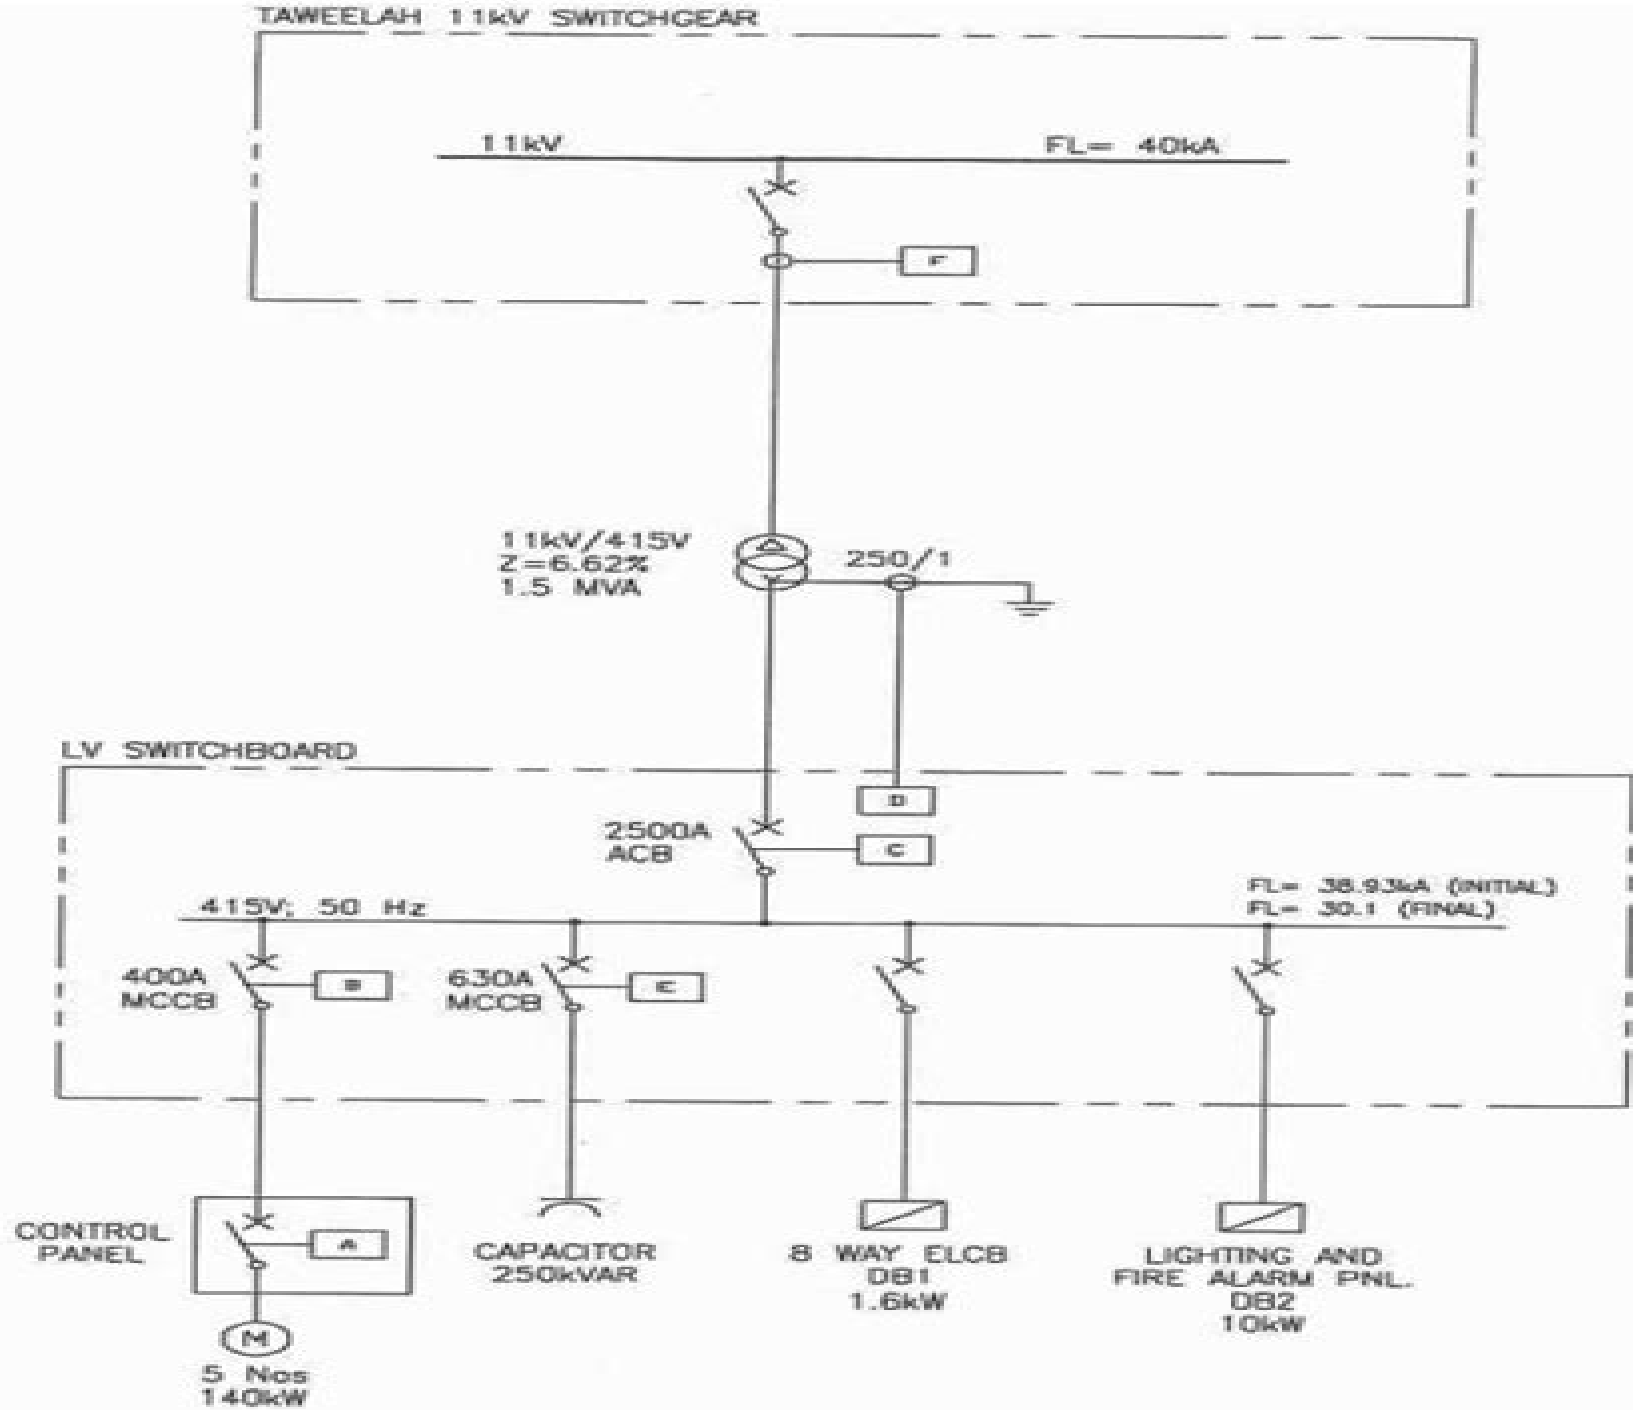 TAWEELAH 11kV SWITCHGEAR
11kV
FL= 40kA
F
11kV/415V
Z=6.62%
1.5 MVA
250/1
LV SWITCHBOARD
D
2500A
ACB
C
FL= 38.93kA (INITIAL)
FL= 30.1 (FINAL)
415V; 50 Hz
400A
MCCB
B
630A
MCCB
E
CONTROL
PANEL
A
M
5 Nos
140kW
CAPACITOR
250kVAR
8 WAY ELCB
DB1
1.6kW
LIGHTING AND
FIRE ALARM PNL.
DB2
10kW